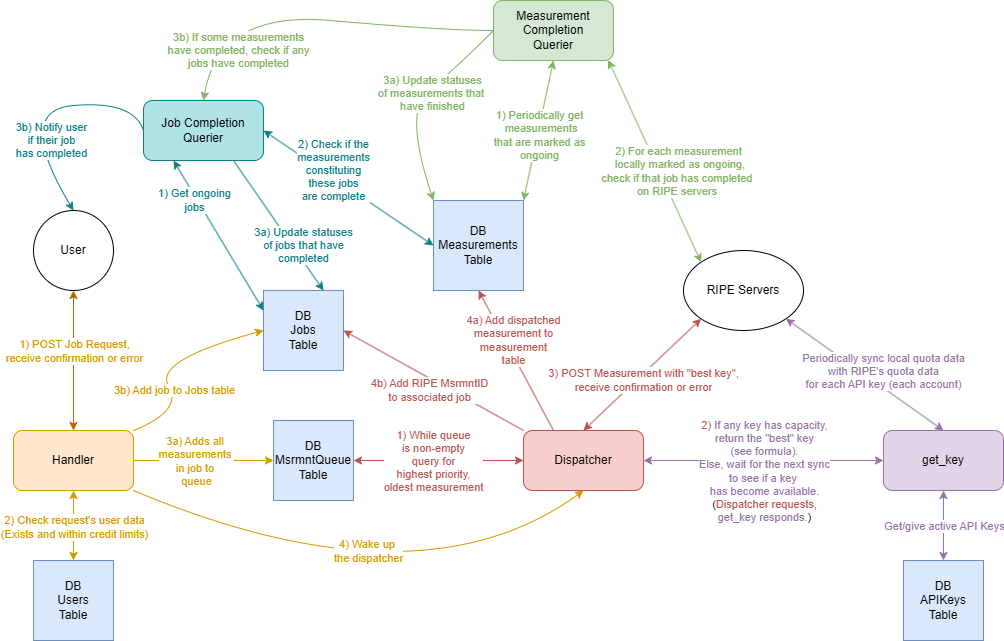 Measurement
Completion
Querier
3b) If some measurements
have completed, check if any
jobs have completed
3a) Update statuses
of measurements that
have finished
1) Periodically get
measurements
that are marked as
ongoing
2) For each measurement
locally marked as ongoing,
check if that job has completed
on RIPE servers
Job Completion
Querier
3b) Notify user
if their job
has completed
2) Check if the
measurements
constituting
these jobs
are complete
1) Get ongoing
jobs
3a) Update statuses
of jobs that have
completed
User
DB
Measurements
Table
RIPE Servers
DB
Jobs
Table
1) POST Job Request,
receive confirmation or error
4a) Add dispatched
measurement to
measurement
table
3) POST Measurement with "best key",
receive confirmation or error
Periodically sync local quota data
with RIPE's quota data
for each API key (each account)
3b) Add job to Jobs table
4b) Add RIPE MsrmntID
to associated job
Handler
3a) Adds all
measurements
in job to
queue
DB
MsrmntQueue
Table
1) While queue
is non-empty
query for
highest priority,
oldest measurement
Dispatcher
2) If any key has capacity,
return the "best" key
(see formula).
Else, wait for the next sync
to see if a key
has become available.
(Dispatcher requests,
get_key responds.)
get_key
2) Check request's user data
(Exists and within credit limits)
4) Wake up
the dispatcher
Get/give active API Keys
DB
Users
Table
DB
APIKeys
Table